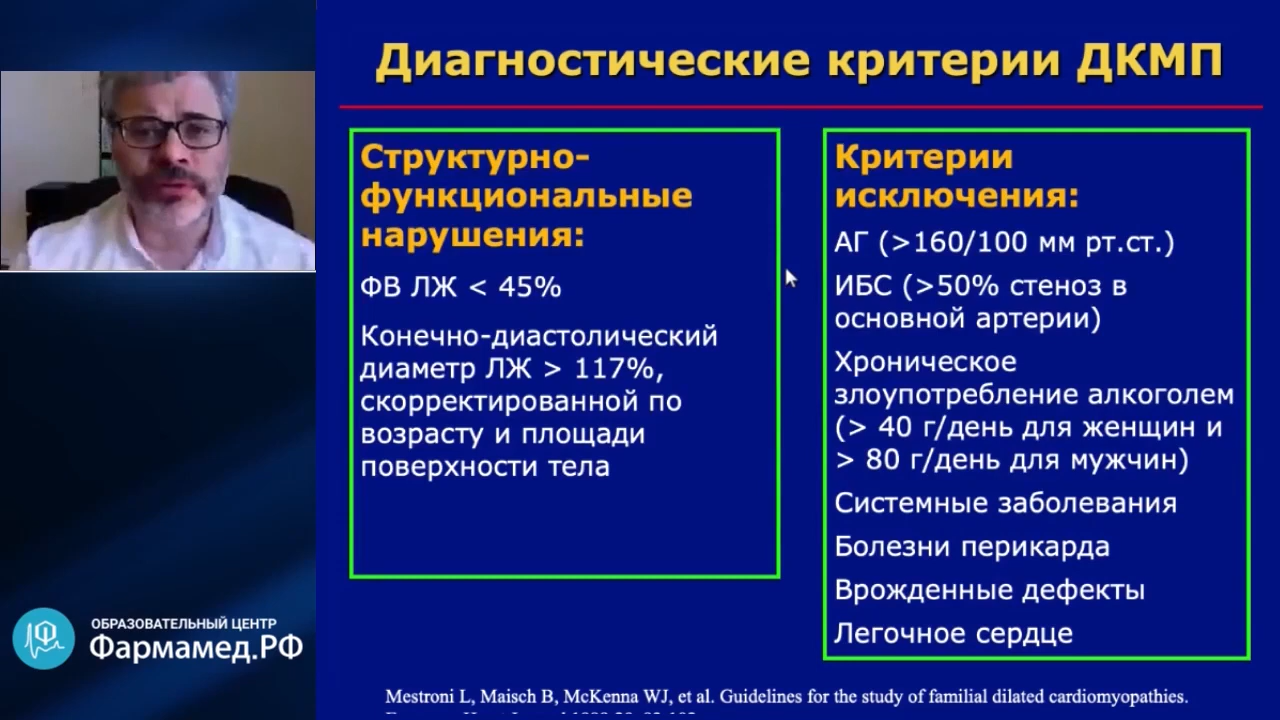 Диагностические критерии ДКМП
Структурно-
функциональные
нарушения:
ФВ ЛЖ < 45%
Конечно-диастолический
диаметр ЛЖ > 117%,
скорректированной по
возрасту и площади
поверхности тела
Критерии
исключения:
АГ (>160/100 мм рт.ст.)
ИБС (>50% стеноз в
основной артерии)
Хроническое
злоупотребление алкоголем
(> 40 г/день для женщин и
> 80 г/день для мужчин)
Системные заболевания
Болезни перикарда
Врожденные дефекты
Легочное сердце
Mestroni L, Maisch B, McKenna WJ, et al. Guidelines for the study of familial dilated cardiomyopathies.
ОБРАЗОВАТЕЛЬНЫЙ ЦЕНТР
Фармамед.РФ